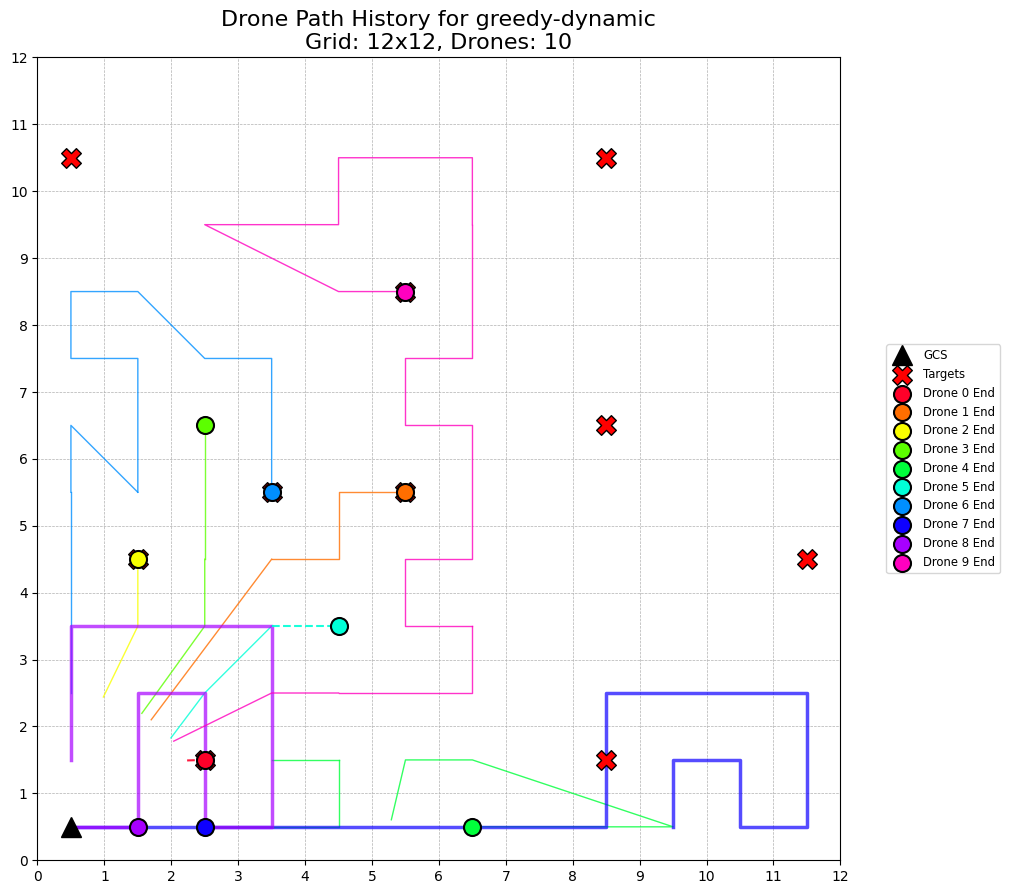 Drone Path History for greedy-dynamic
Grid: 12x12, Drones: 10
12
11
10
9
8
7
6
5
4
3
2
1
0
0 1 2 3 4 5 6 7 8 9 10 11 12
GCS
Targets
Drone 0 End
Drone 1 End
Drone 2 End
Drone 3 End
Drone 4 End
Drone 5 End
Drone 6 End
Drone 7 End
Drone 8 End
Drone 9 End